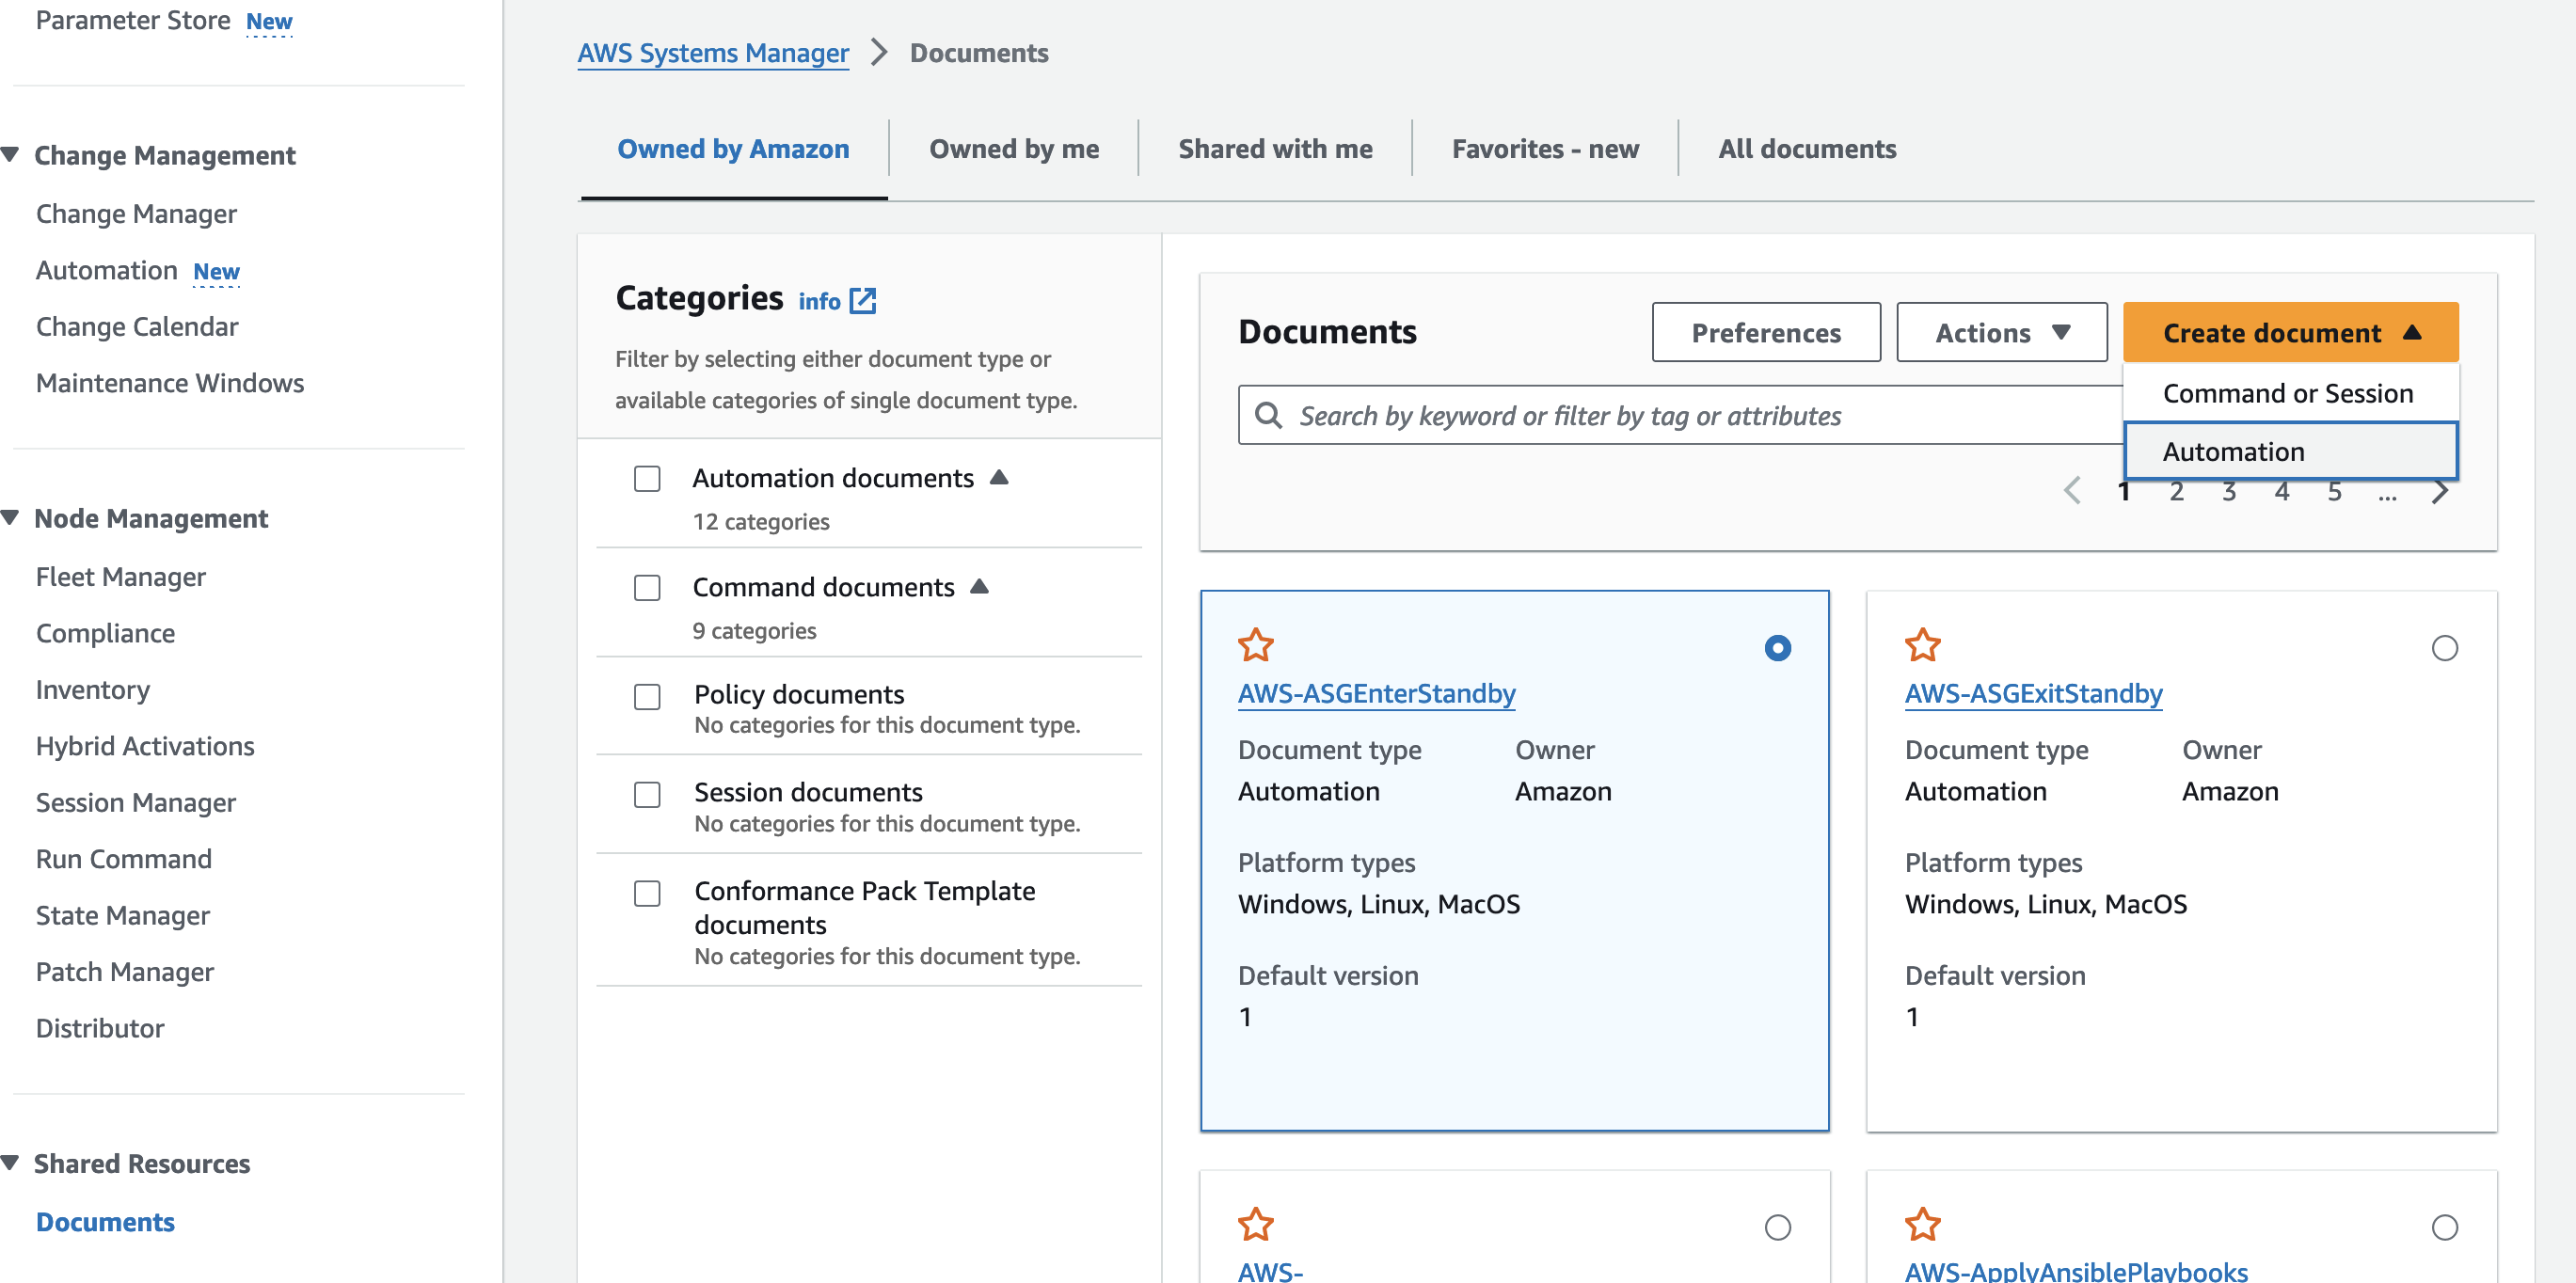 Parameter Store New
Change Management
Change Manager
Automation New
Change Calendar
Maintenance Windows
Node Management
Fleet Manager
Compliance
Inventory
Hybrid Activations
Session Manager
Run Command
State Manager
Patch Manager
Distributor
Shared Resources
Documents
AWS Systems Manager > Documents
Owned by Amazon
Owned by me
Shared with me
Favorites - new
All documents
Categories info
Filter by selecting either document type or
available categories of single document type.
Automation documents
12 categories
Command documents
9 categories
Policy documents
No categories for this document type.
Session documents
No categories for this document type.
Conformance Pack Template
documents
No categories for this document type.
Documents
Preferences
Actions
Create document
Command or Session
Automation
Search by keyword or filter by tag or attributes
1 2 3 4 5 ...
AWS-ASGEnterStandby
Document type Owner
Automation Amazon
Platform types
Windows, Linux, MacOS
Default version
1
AWS-ASGExitStandby
Document type Owner
Automation Amazon
Platform types
Windows, Linux, MacOS
Default version
1
AWS-
AWS-ApplyAnsiblePlaybooks